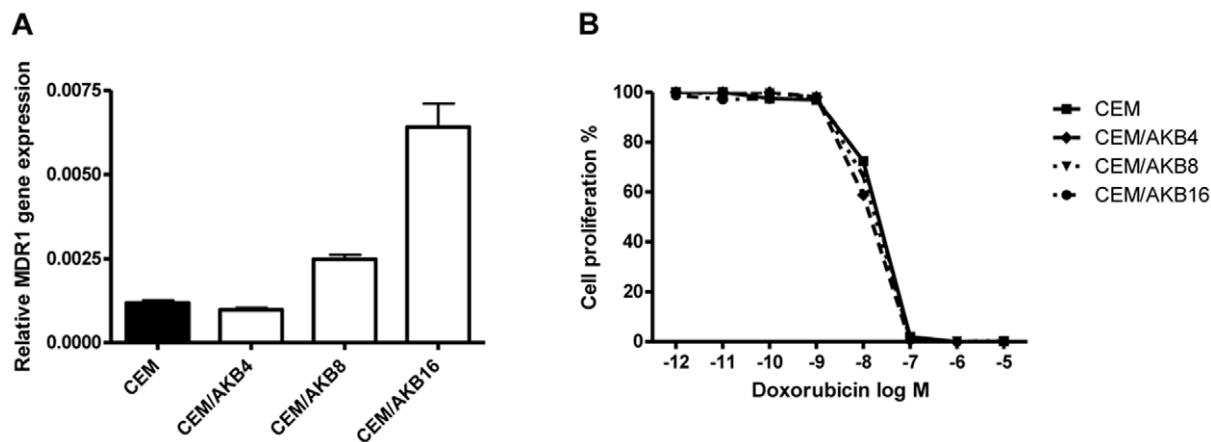 A
Relative MDR1 gene expression
0.0075
0.0050
0.0025
0.0000
CEM
CEM/AKB4
CEM/AKB8
CEM/AKB16
B
Cell proliferation %
100
80
60
40
20
0
-12 -11 -10 -9 -8 -7 -6 -5
Doxorubicin log M
CEM
CEM/AKB4
CEM/AKB8
CEM/AKB16